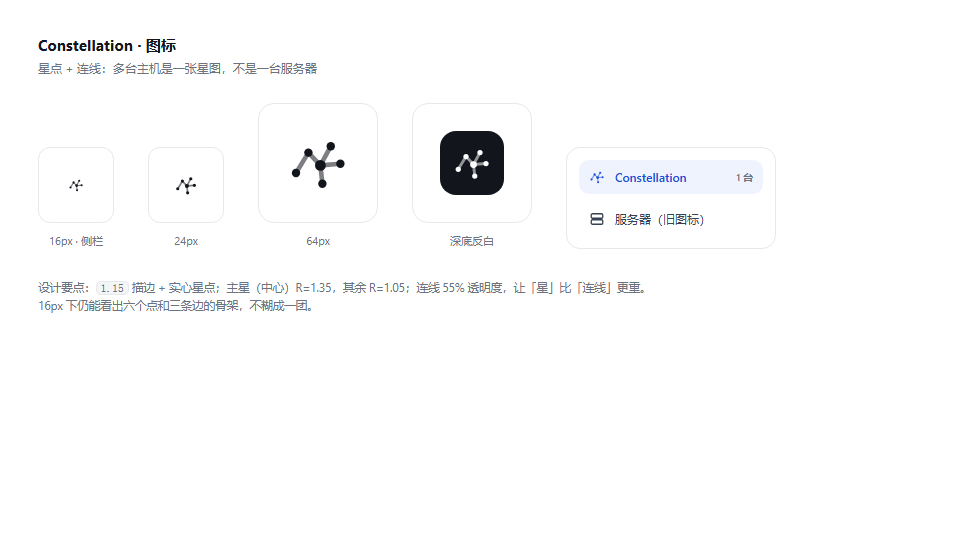 Constellation · 图标
星点 + 连线：多台主机是一张星图，不是一台服务器
16px · 侧栏
24px
64px
深底反白
Constellation 1 台
服务器（旧图标）
设计要点： 1.15 描边 + 实心星点；主星（中心）R=1.35，其余 R=1.05；连线 55% 透明度，让「星」比「连线」更重。
16px 下仍能看出六个点和三条边的骨架，不糊成一团。